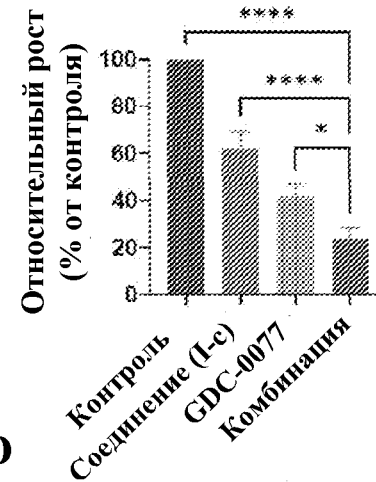 Относительный рост
(% от контроля)
100
80
60
40
20
0
****
****
*
Контроль
Соединение (I-c)
GDC-0077
Комбинация